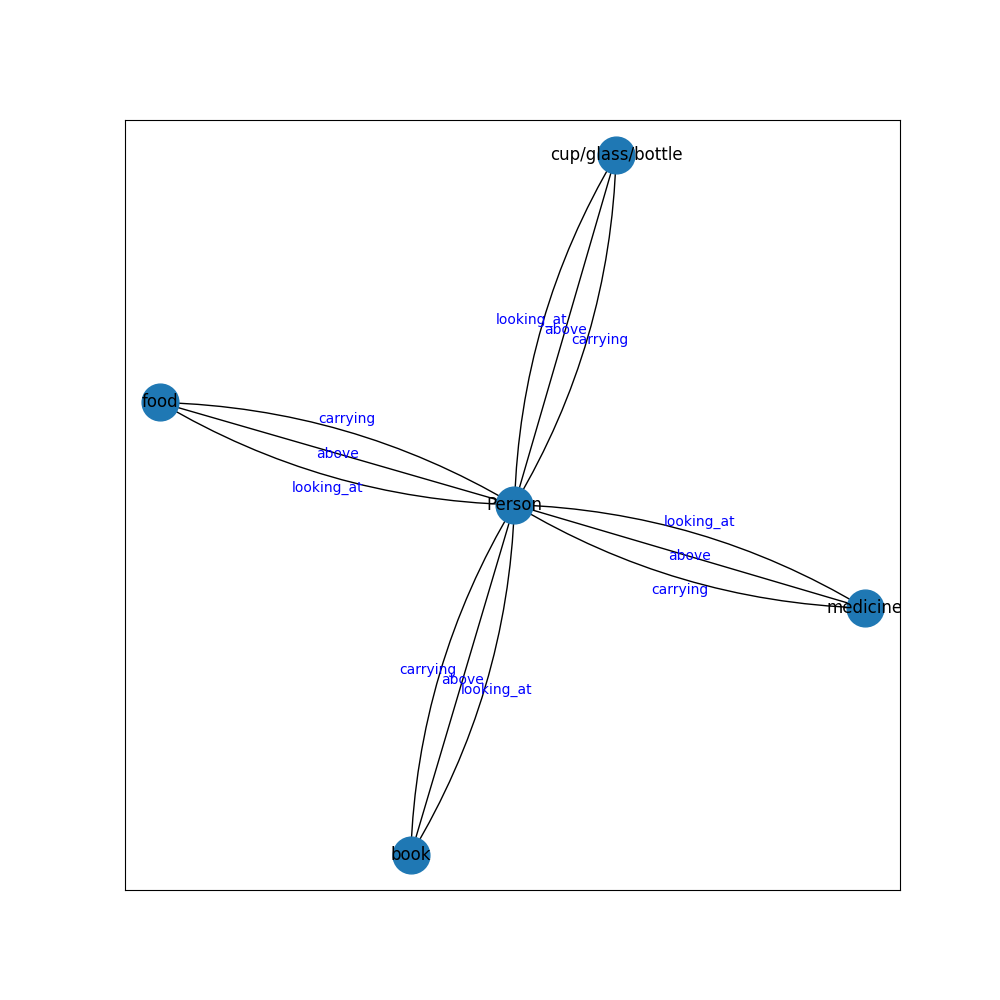 cup/glass/bottle
looking_at
above
carrying
food
carrying
above
looking_at
Person
looking_at
above
carrying
medicine
carrying
above
looking_at
book